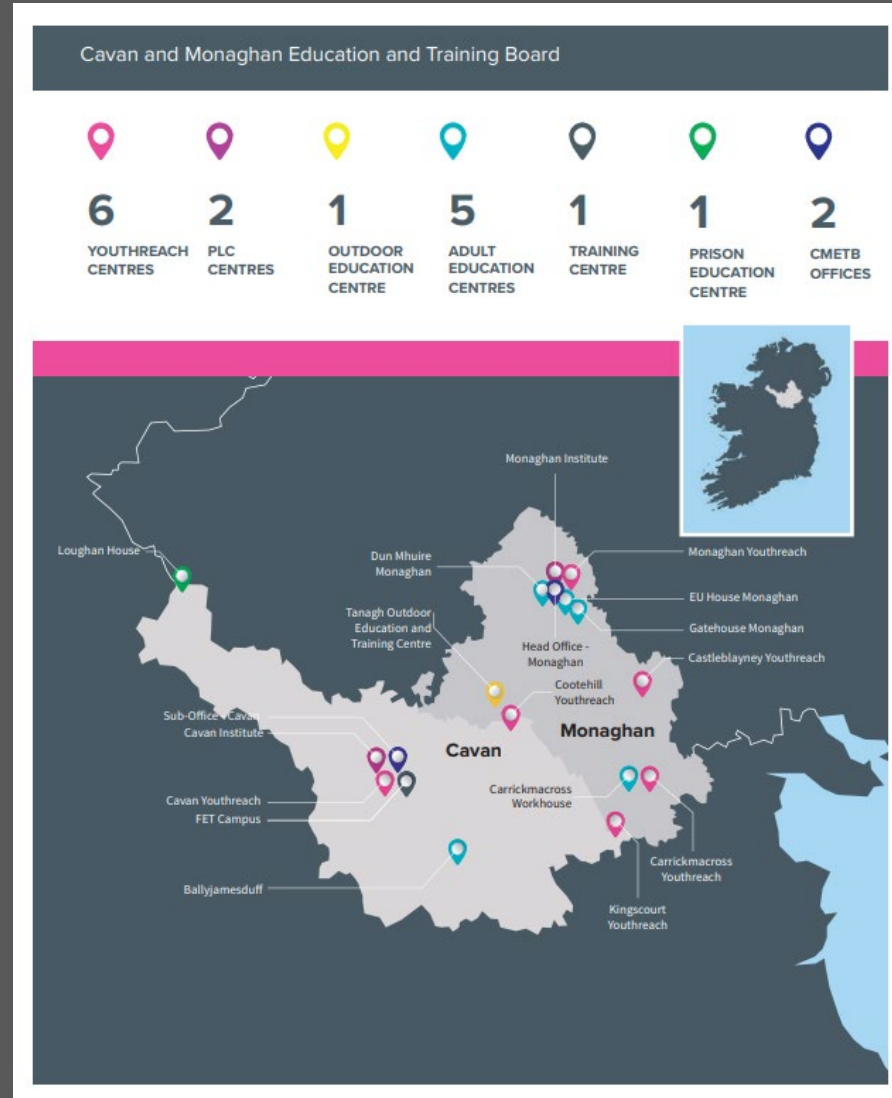 Cavan and Monaghan Education and Training Board
6
YOUTHREACH
CENTRES
2
PLC
CENTRES
1
OUTDOOR
EDUCATION
CENTRE
5
ADULT
EDUCATION
CENTRES
1
TRAINING
CENTRE
1
PRISON
EDUCATION
CENTRE
2
CMETB
OFFICES
Monaghan Institute
Loughan House
Dun Mhuire
Monaghan
Monaghan Youthreach
Tanagh Outdoor
Education and
Training Centre
EU House Monaghan
Gatehouse Monaghan
Head Office -
Monaghan
Castleblayney Youthreach
Cootehill
Youthreach
Sub-Office - Cavan
Cavan Institute
Monaghan
Cavan
Cavan Youthreach
FET Campus
Carrickmacross
Workhouse
Carrickmacross
Youthreach
Ballyjamesduff
Kingscourt
Youthreach